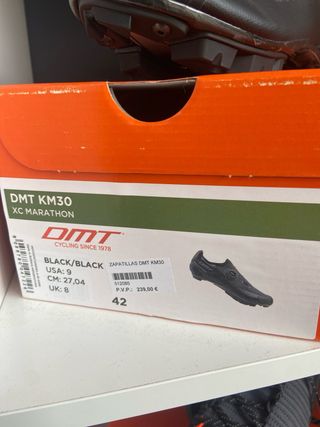 DMT KM30
XC MARATHON
DMT
CYCLING SINCE 1978
BLACK/BLACK
USA: 9
CM: 27,04
UK: 8
ZAPATILLAS DMT KM30
512085
P.V.P.: 239,00 €
42